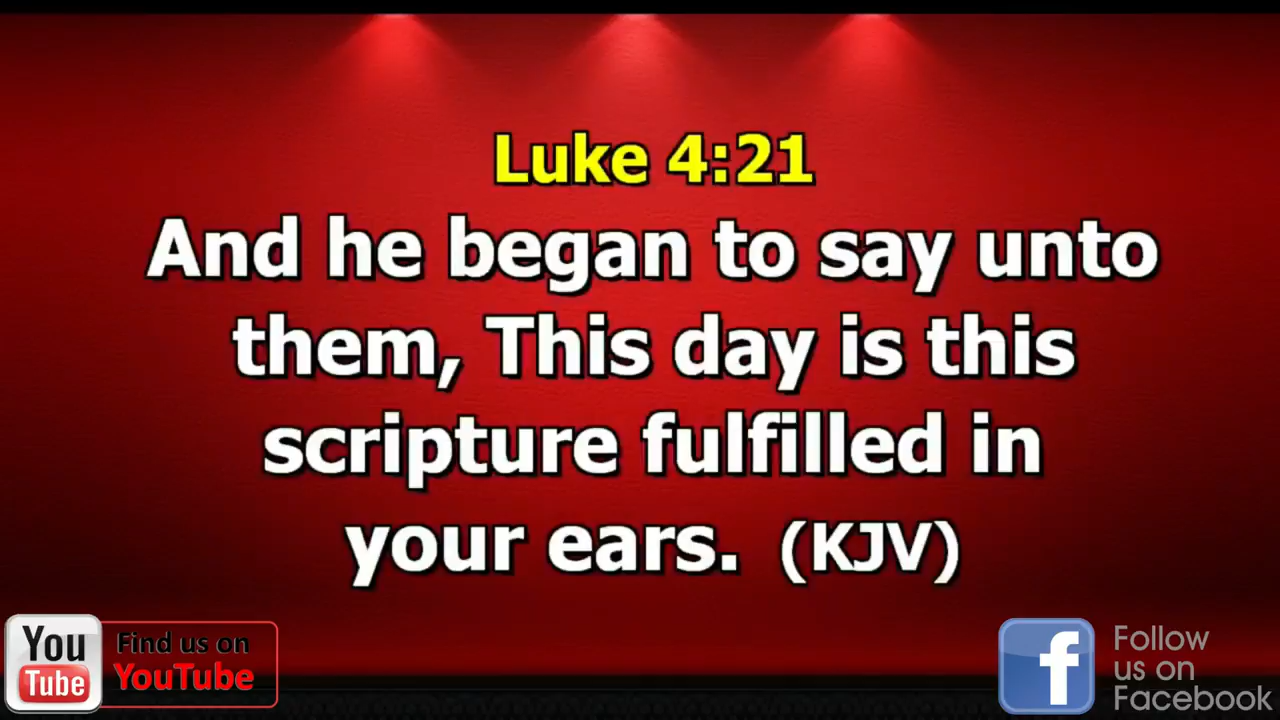 Luke 4:21
And he began to say unto
them, This day is this
scripture fulfilled in
your ears. (KJV)
You
Tube
Find us on
YouTube
f
Follow
us on
Facebook